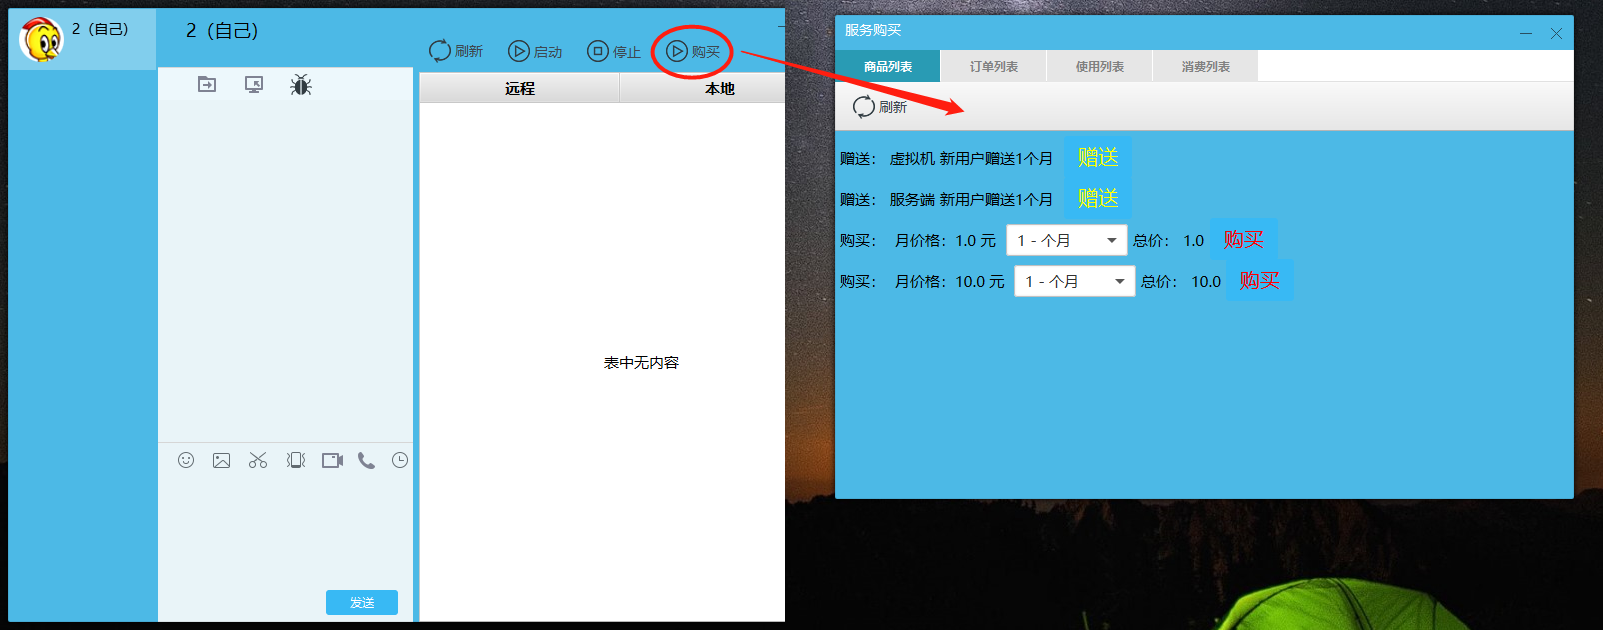 2（自己）
2（自己）
刷新 启动 停止 购买
远程 本地
表中无内容
发送
服务购买
商品列表 订单列表 使用列表 消费列表
刷新
赠送： 虚拟机 新用户赠送1个月 赠送
赠送： 服务端 新用户赠送1个月 赠送
购买： 月价格：1.0 元 1 - 个月 总价： 1.0 购买
购买： 月价格：10.0 元 1 - 个月 总价： 10.0 购买